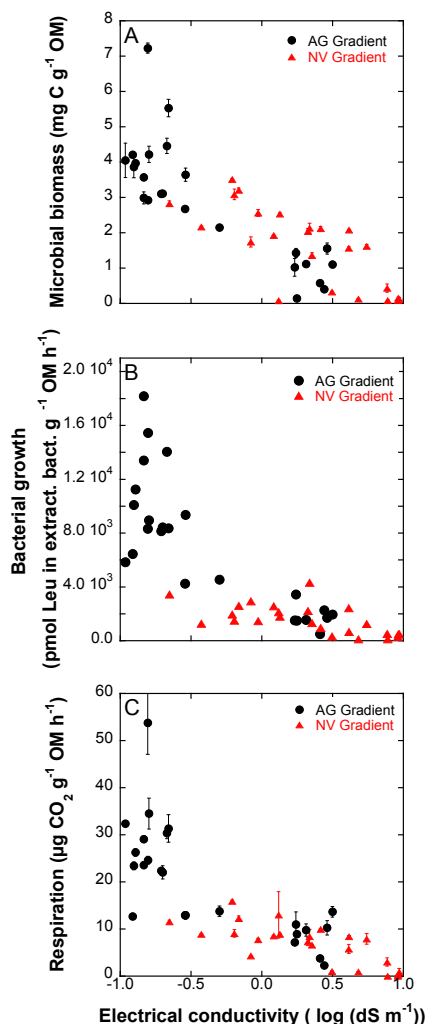 A
AG Gradient
NV Gradient
Microbial biomass (mg C g-1 OM)
8
7
6
5
4
3
2
1
0
B
AG Gradient
NV Gradient
Bacterial growth
(pmol Leu in extract. bact. g -1 OM h-1)
2.0 10⁴
1.6 10⁴
1.2 10⁴
8.0 10³
4.0 10³
0.0
C
AG Gradient
NV Gradient
Respiration (µg CO2 g-1 OM h-1)
60
50
40
30
20
10
0
-1.0 -0.5 0.0 0.5 1.0
Electrical conductivity ( log (dS m-1))